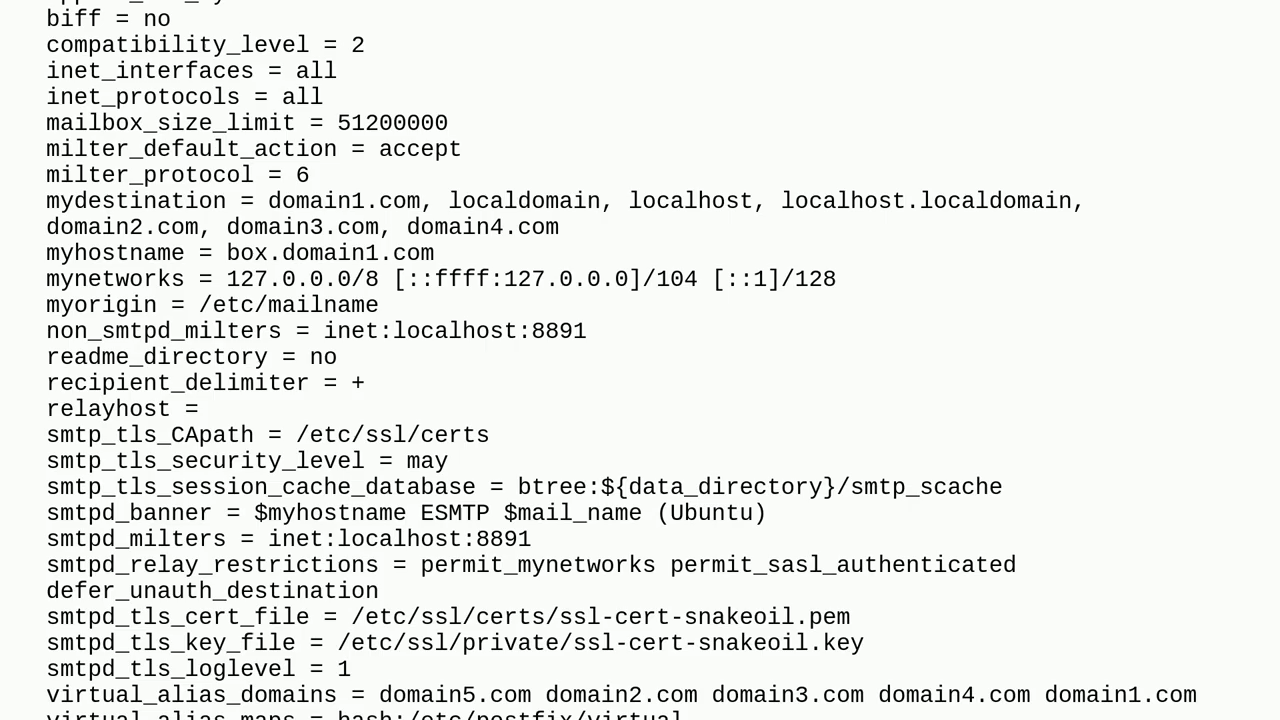 biff = no
compatibility_level = 2
inet_interfaces = all
inet_protocols = all
mailbox_size_limit = 51200000
milter_default_action = accept
milter_protocol = 6
mydestination = domain1.com, localdomain, localhost, localhost.localdomain,
domain2.com, domain3.com, domain4.com
myhostname = box.domain1.com
mynetworks = 127.0.0.0/8 [::ffff:127.0.0.0]/104 [::1]/128
myorigin = /etc/mailname
non_smtpd_milters = inet:localhost:8891
readme_directory = no
recipient_delimiter = +
relayhost =
smtp_tls_CApath = /etc/ssl/certs
smtp_tls_security_level = may
smtp_tls_session_cache_database = btree:${data_directory}/smtp_scache
smtpd_banner = $myhostname ESMTP $mail_name (Ubuntu)
smtpd_milters = inet:localhost:8891
smtpd_relay_restrictions = permit_mynetworks permit_sasl_authenticated
defer_unauth_destination
smtpd_tls_cert_file = /etc/ssl/certs/ssl-cert-snakeoil.pem
smtpd_tls_key_file = /etc/ssl/private/ssl-cert-snakeoil.key
smtpd_tls_loglevel = 1
virtual_alias_domains = domain5.com domain2.com domain3.com domain4.com domain1.com
virtual_alias_maps = hash:/etc/postfix/virtual